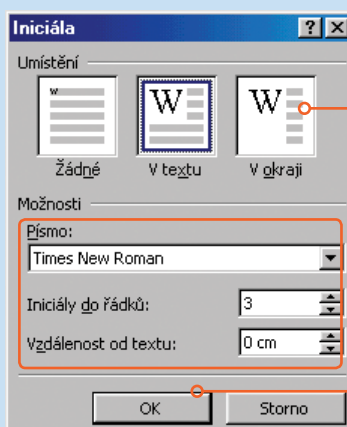 Iniciála
Umístění
W W W
Žádné V textu V okraji
Možnosti
Písmo:
Times New Roman
Iniciály do řádků: 3
Vzdálenost od textu: 0 cm
OK Storno